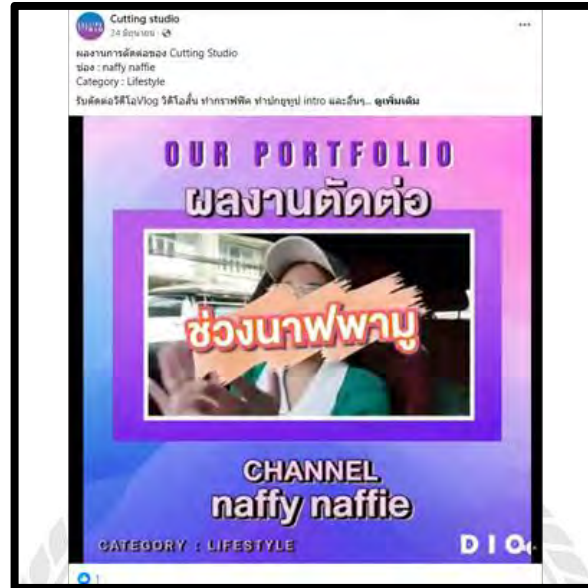 Cutting studio
24 มิถุนายน
ผลงานการตัดต่อของ Cutting Studio
ช่อง : naffy naffie
Category : Lifestyle
รับตัดต่อวิดีโอVlog วิดีโอสั้น ทำกราฟฟิค ทำปกยูทูป intro และอื่นๆ... ดูเพิ่มเติม
OUR PORTFOLIO
ผลงานตัดต่อ
ช่วงนาฟพามู
CHANNEL
naffy naffie
CATEGORY : LIFESTYLE
1